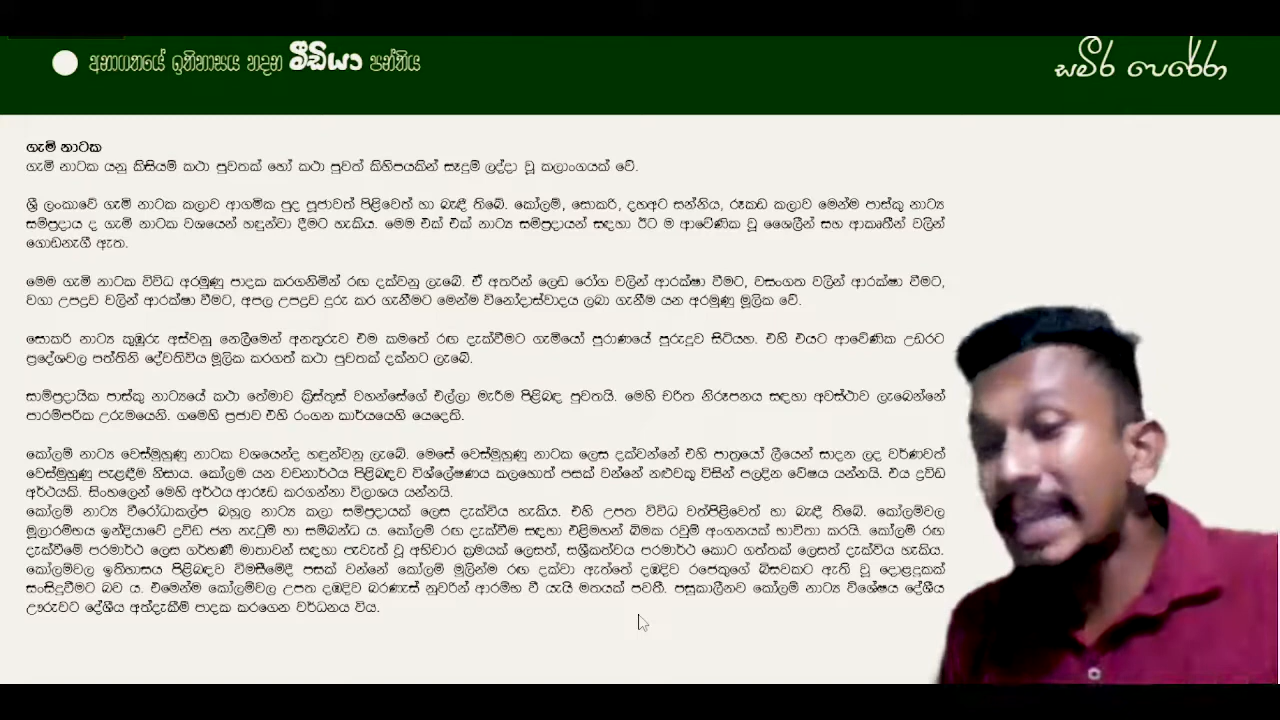 අනාගතයේ ඉතිහාසය හදන මීඩියා පන්තිය
සමීර පෙරේරා
ගැමි නාටක
ගැමි නාටක යනු කිසියම් කථා පුවතක් හෝ කථා පුවත් කිහිපයකින් සැදුම් ලද්දා වූ කලාංගයක් වේ.
ශ්‍රී ලංකාවේ ගැමි නාටක කලාව ආගමික පුද පූජාවත් පිළිවෙත් හා බැඳී තිබේ. කෝලම්, සොකරි, දහඅට සන්නිය, රූකඩ කලාව මෙන්ම පාස්කු නාට්‍ය
සම්ප්‍රදාය ද ගැමි නාටක වශයෙන් හඳුන්වා දීමට හැකිය. මෙම එක් එක් නාට්‍ය සම්ප්‍රදායන් සඳහා ඊට ම ආවේණික වූ ශෛලීන් සහ ආකෘතීන් වලින්
ගොඩනැගී ඇත.
මෙම ගැමි නාටක විවිධ අරමුණු පාදක කරගනිමින් රඟ දක්වනු ලැබේ. ඒ අතරින් ලෙඩ රෝග වලින් ආරක්ෂා වීමට, වසංගත වලින් ආරක්ෂා වීමට,
වගා උපද්‍රව වලින් ආරක්ෂා වීමට, අපල උපද්‍රව දුරු කර ගැනීමට මෙන්ම විනෝදාස්වාදය ලබා ගැනීම යන අරමුණු මූලික වේ.
සොකරි නාට්‍ය කුඹුරු අස්වනු නෙලීමෙන් අනතුරුව එම කමතේ රඟ දැක්වීමට ගැමියෝ පුරාණයේ පුරුදුව සිටියහ. එහි එයට ආවේණික උඩරට
ප්‍රදේශවල පත්තිනි දේවතිවිය මූලික කරගත් කථා පුවතක් දක්නට ලැබේ.
සාම්ප්‍රදායික පාස්කු නාට්‍යයේ කථා තේමාව ක්‍රිස්තුස් වහන්සේගේ එල්ලා මැරීම පිළිබඳ පුවතයි. මෙහි චරිත නිරූපනය සඳහා අවස්ථාව ලැබෙන්නේ
පාරම්පරික උරුමයෙනි. ගමෙහි ප්‍රජාව එහි රංගන කාර්යයෙහි යෙදෙති.
කෝලම් නාට්‍ය වෙස්මුහුණු නාටක වශයෙන්ද හඳුන්වනු ලැබේ. මෙසේ වෙස්මුහුණු නාටක ලෙස දක්වන්නේ එහි පාත්‍රයෝ ලීයෙන් සාදන ලද වර්ණවත්
වෙස්මුහුණු පැළඳීම නිසාය. කෝලම යන වචනාර්ථය පිළිබඳව විශ්ලේෂණය කලහොත් පසක් වන්නේ නළුවකු විසින් පලඳින වේෂය යන්නයි. එය ද්‍රවිඩ
අර්ථයකි. සිංහලෙන් මෙහි අර්ථය ආරූඪ කරගන්නා විලාශය යන්නයි.
කෝලම් නාට්‍ය විරෝධාකල්ප බහුල නාට්‍ය කලා සම්ප්‍රදායක් ලෙස දැක්විය හැකිය. එහි උපත විවිධ වත්පිළිවෙත් හා බැඳී තිබේ. කෝලම්වල
මූලාරම්භය ඉන්දියාවේ ද්‍රවිඩ ජන නැටුම් හා සම්බන්ධ ය. කෝලම් රඟ දැක්වීම සඳහා එළිමහන් බිමක රවුම් අංගනයක් භාවිතා කරයි. කෝලම් රඟ
දැක්වීමේ පරමාර්ථ ලෙස ගර්භණී මාතාවන් සඳහා පැවැත් වූ අභිචාර ක්‍රමයක් ලෙසත්, සශ්‍රීකත්වය පරමාර්ථ කොට ගත්තක් ලෙසත් දැක්විය හැකිය.
කෝලම්වල ඉතිහාසය පිළිබඳව විමසීමේදී පසක් වන්නේ කෝලම් මුලින්ම රඟ දක්වා ඇත්තේ දඹදිව රජෙකුගේ බිසවකට ඇති වූ දොළදුකක්
සංසිඳුවීමට බව ය. එමෙන්ම කෝලම්වල උපත දඹදිව බරණැස් නුවරින් ආරම්භ වී යැයි මතයක් පවතී. පසුකාලීනව කෝලම් නාට්‍ය විශේෂය දේශීය
ඌරුවට දේශීය අත්දැකීම් පාදක කරගෙන වර්ධනය විය.